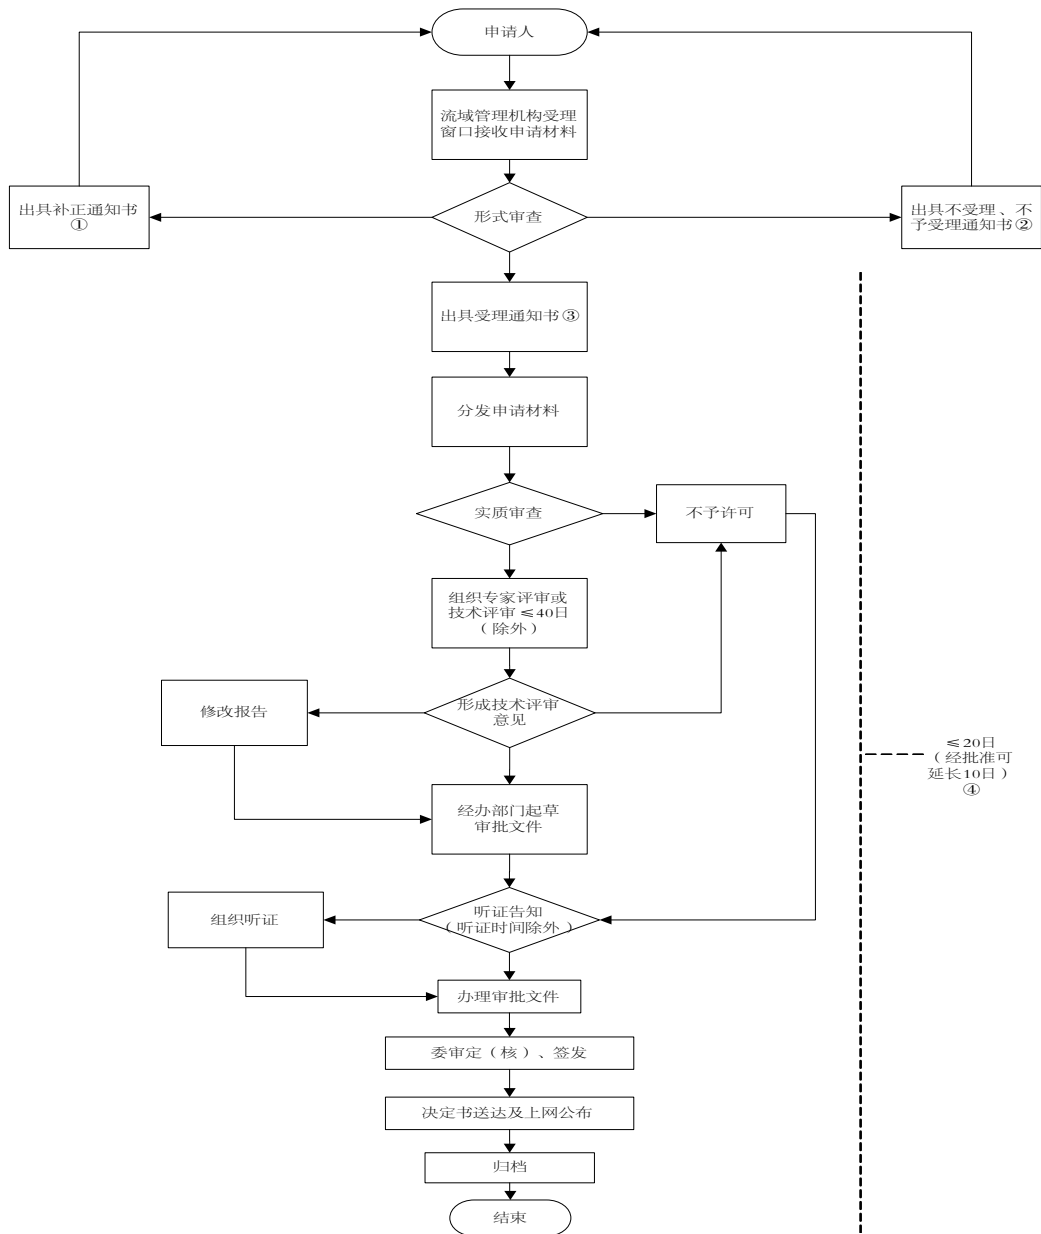 申请人
流域管理机构受理
窗口接收申请材料
出具补正通知书
①
形式审查
出具不受理、不
予受理通知书②
出具受理通知书③
分发申请材料
实质审查
不予许可
组织专家评审或
技术评审≤40日
（除外）
修改报告
形成技术评审
意见
≤20日
（经批准可
延长10日）
④
经办部门起草
审批文件
组织听证
听证告知
（听证时间除外）
办理审批文件
委审定（核）、签发
决定书送达及上网公布
归档
结束